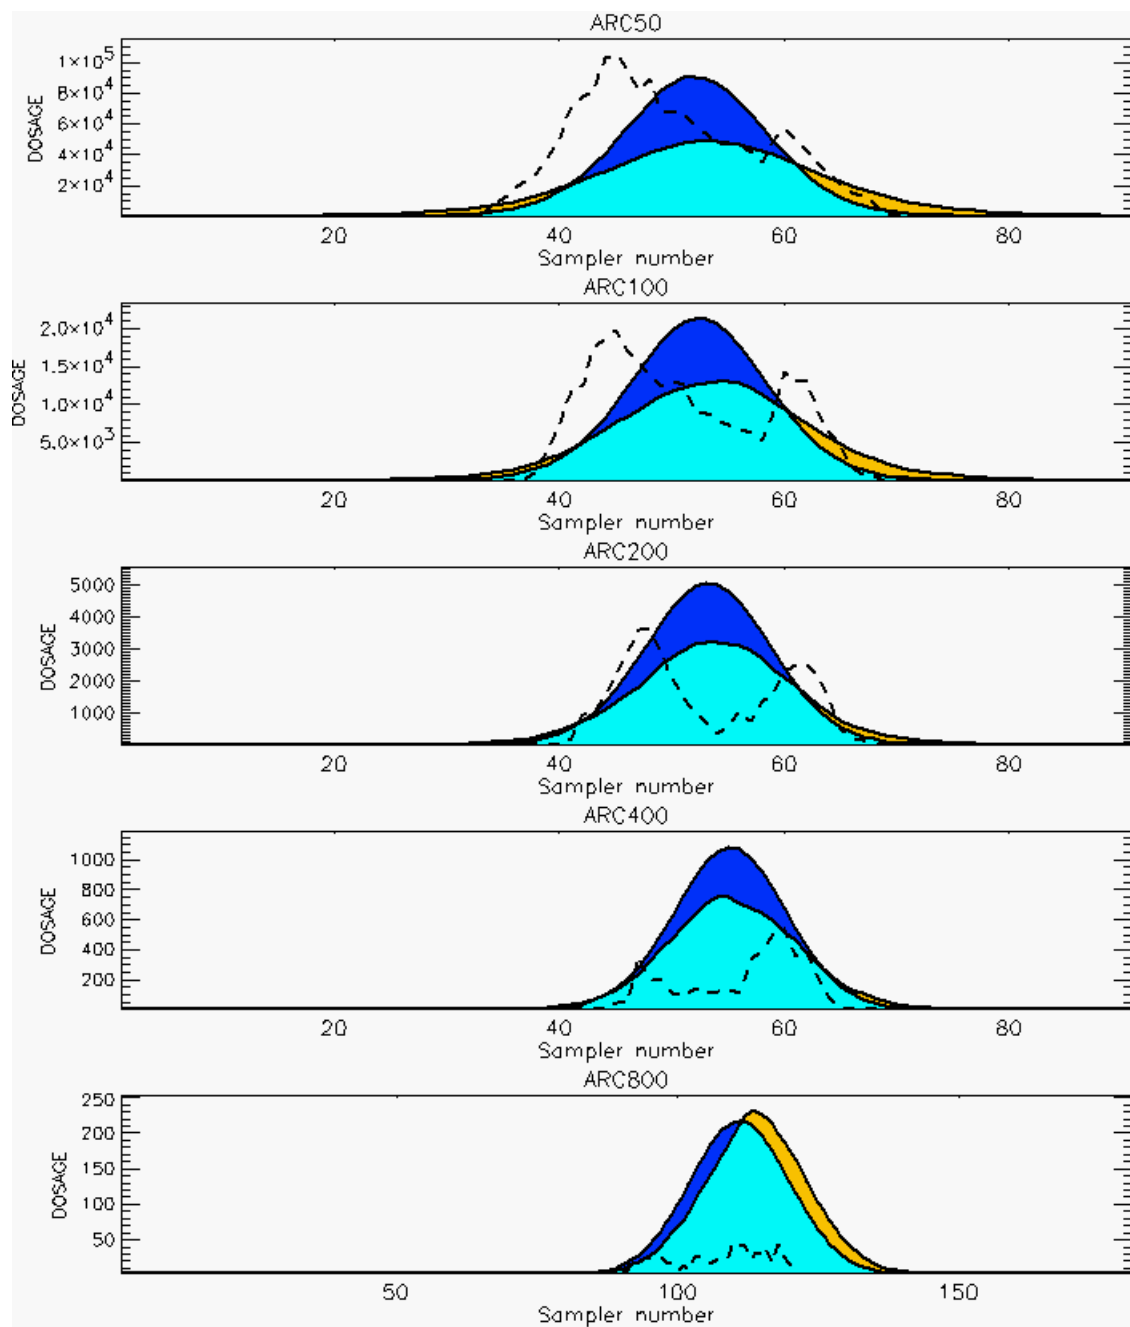 ARC50
1×10⁵
8×10⁴
6×10⁴
4×10⁴
2×10⁴
DOSAGE
20 40 60 80
Sampler number
ARC100
2.0×10⁴
1.5×10⁴
1.0×10⁴
5.0×10³
DOSAGE
20 40 60 80
Sampler number
ARC200
5000
4000
3000
2000
1000
DOSAGE
20 40 60 80
Sampler number
ARC400
1000
800
600
400
200
DOSAGE
20 40 60 80
Sampler number
ARC800
250
200
150
100
50
DOSAGE
50 100 150
Sampler number